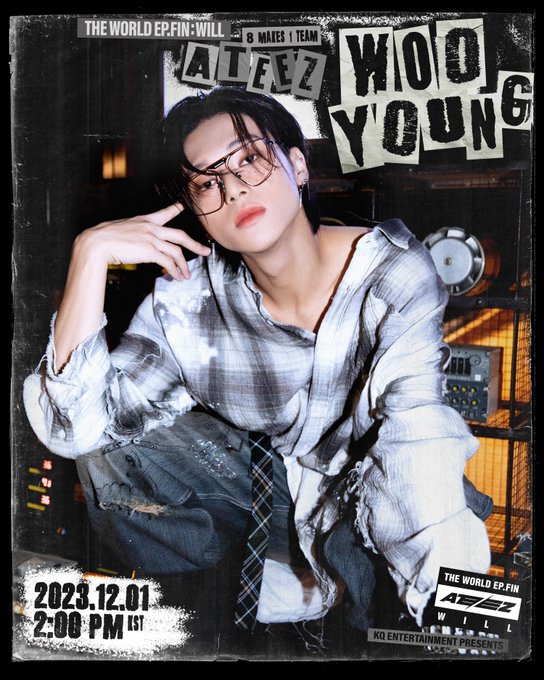 THE WORLD EP.FIN : WILL
8 MAKES 1 TEAM
ATEEZ
WOO
YOUNG
2023.12.01
2:00 PM KST
THE WORLD EP.FIN
ATEEZ
WILL
KQ ENTERTAINMENT PRESENTS